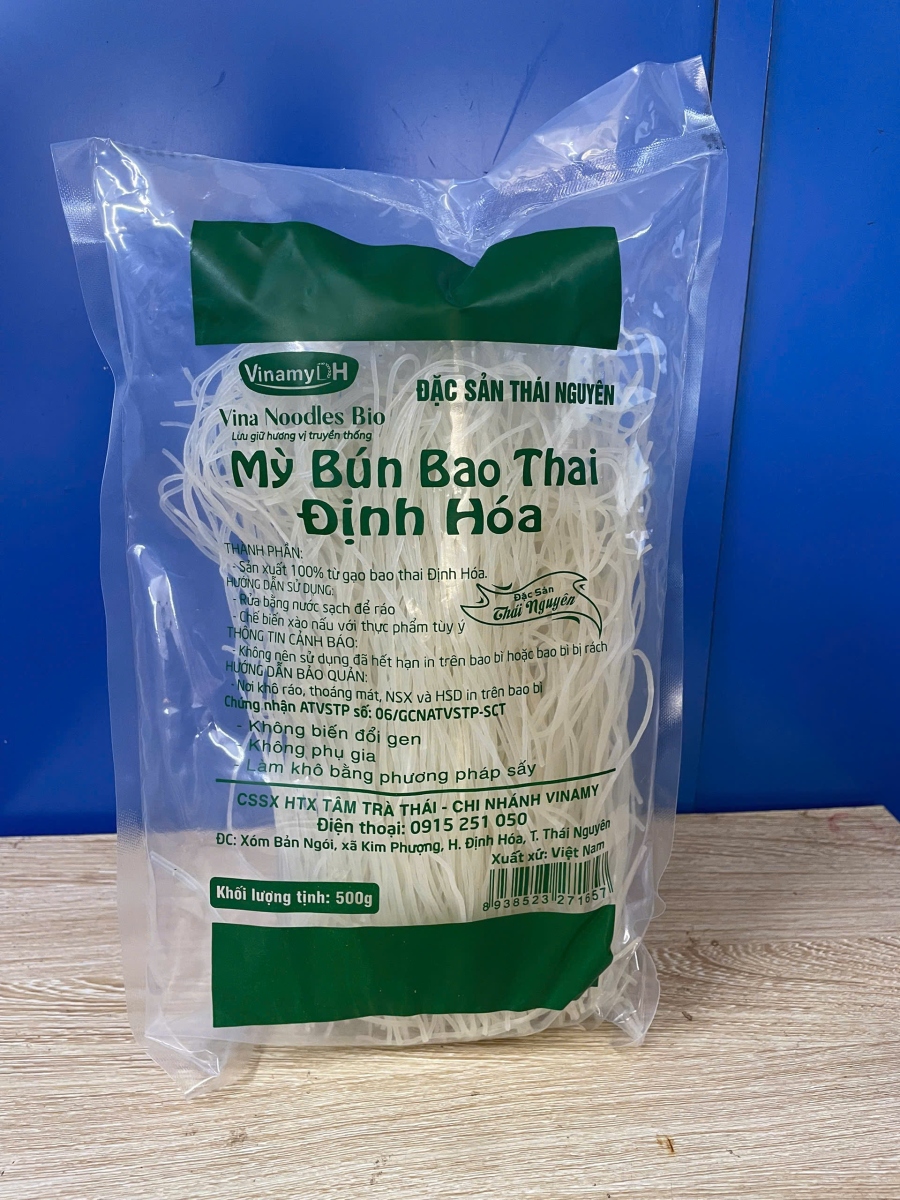 VinamyDH
Vina Noodles Bio
Lưu giữ hương vị truyền thống
ĐẶC SẢN THÁI NGUYÊN
Mỳ Bún Bao Thai
Định Hóa
THÀNH PHẦN:
- Sản xuất 100% từ gạo bao thai Định Hóa.
HƯỚNG DẪN SỬ DỤNG:
- Rửa bằng nước sạch để ráo
- Chế biến xào nấu với thực phẩm tùy ý
Đặc Sản
Thái Nguyên
THÔNG TIN CẢNH BÁO:
- Không nên sử dụng đã hết hạn in trên bao bì hoặc bao bì bị rách
HƯỚNG DẪN BẢO QUẢN:
- Nơi khô ráo, thoáng mát, NSX và HSD in trên bao bì
Chứng nhận ATVSTP số: 06/GCNATVSTP-SCT
- Không biến đổi gen
- Không phụ gia
- Làm khô bằng phương pháp sấy
CSSX HTX TÂM TRÀ THÁI - CHI NHÁNH VINAMY
Điện thoại: 0915 251 050
ĐC: Xóm Bản Ngói, xã Kim Phượng, H. Định Hóa, T. Thái Nguyên
Xuất xứ: Việt Nam
Khối lượng tịnh: 500g
8 938523 271657